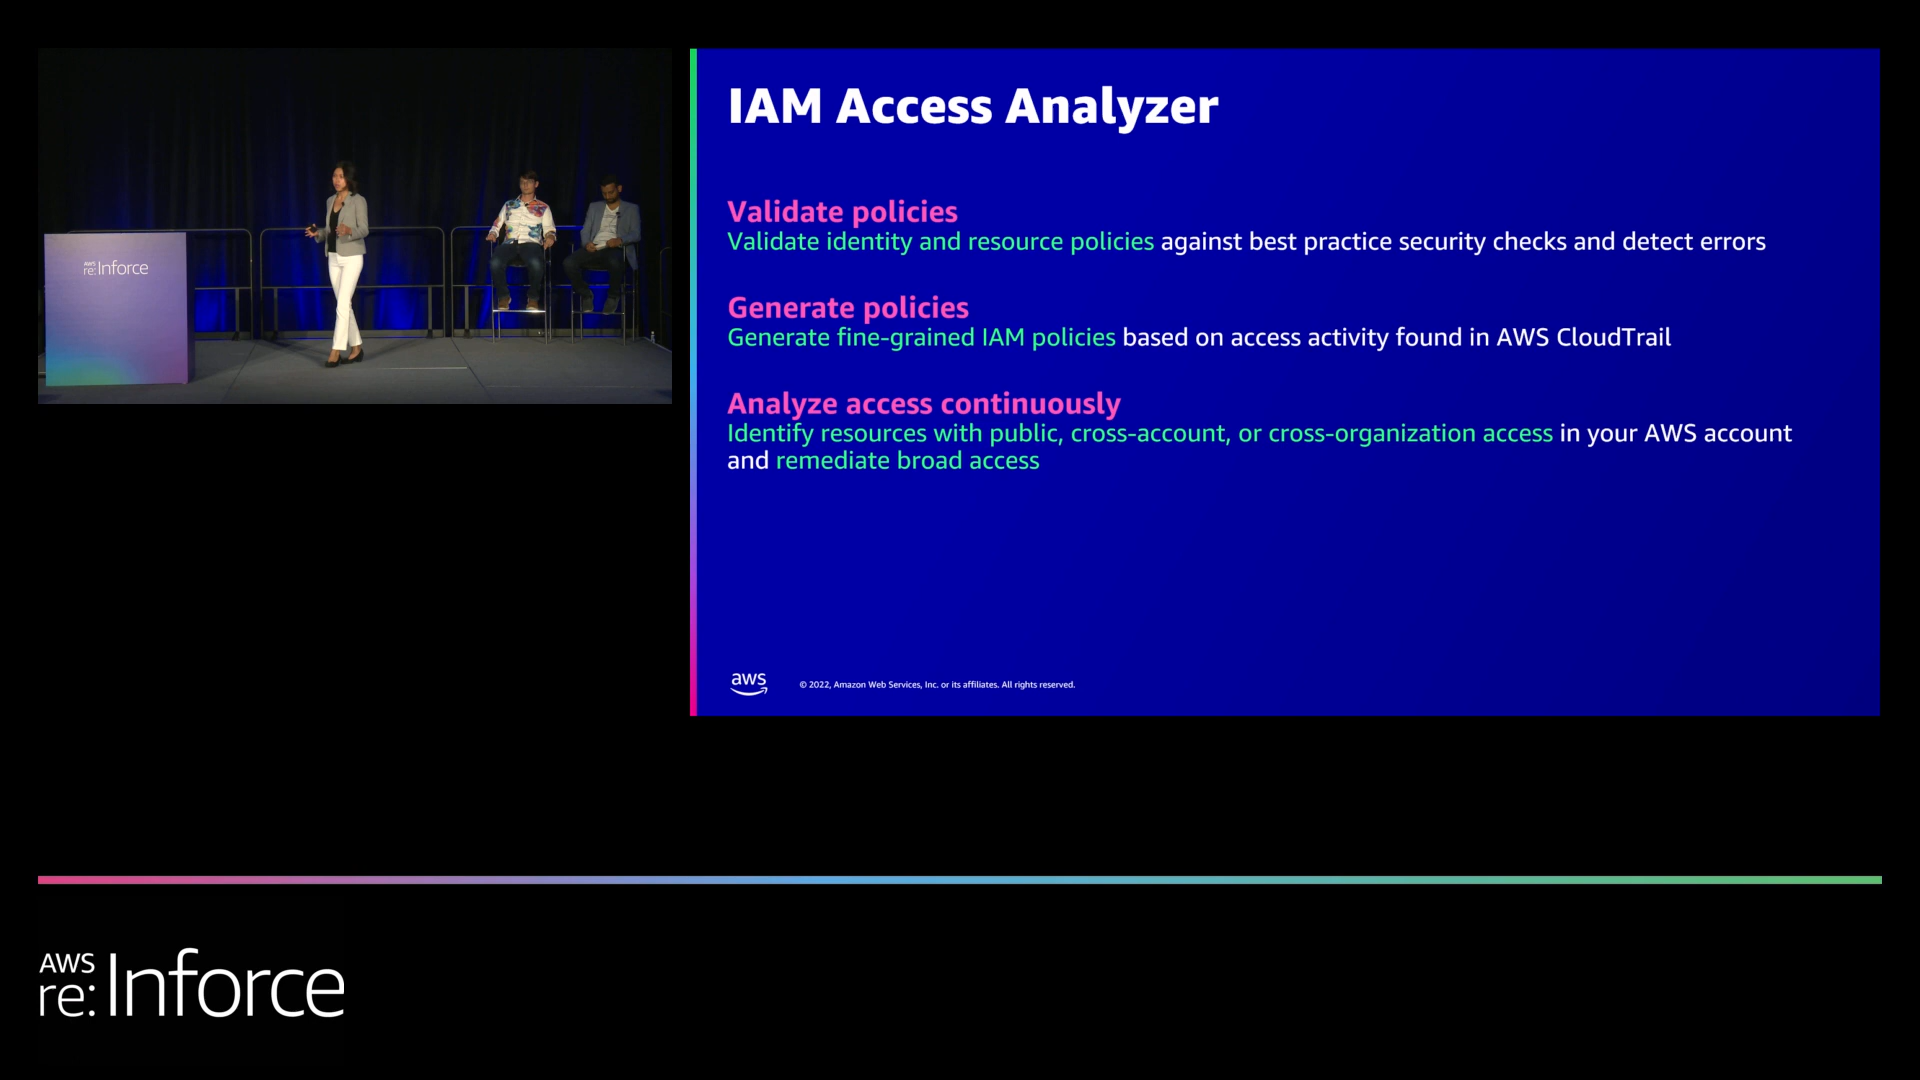 aws
re:Inforce
IAM Access Analyzer
Validate policies
Validate identity and resource policies against best practice security checks and detect errors
Generate policies
Generate fine-grained IAM policies based on access activity found in AWS CloudTrail
Analyze access continuously
Identify resources with public, cross-account, or cross-organization access in your AWS account
and remediate broad access
aws
© 2022, Amazon Web Services, Inc. or its affiliates. All rights reserved.
AWS
re:Inforce